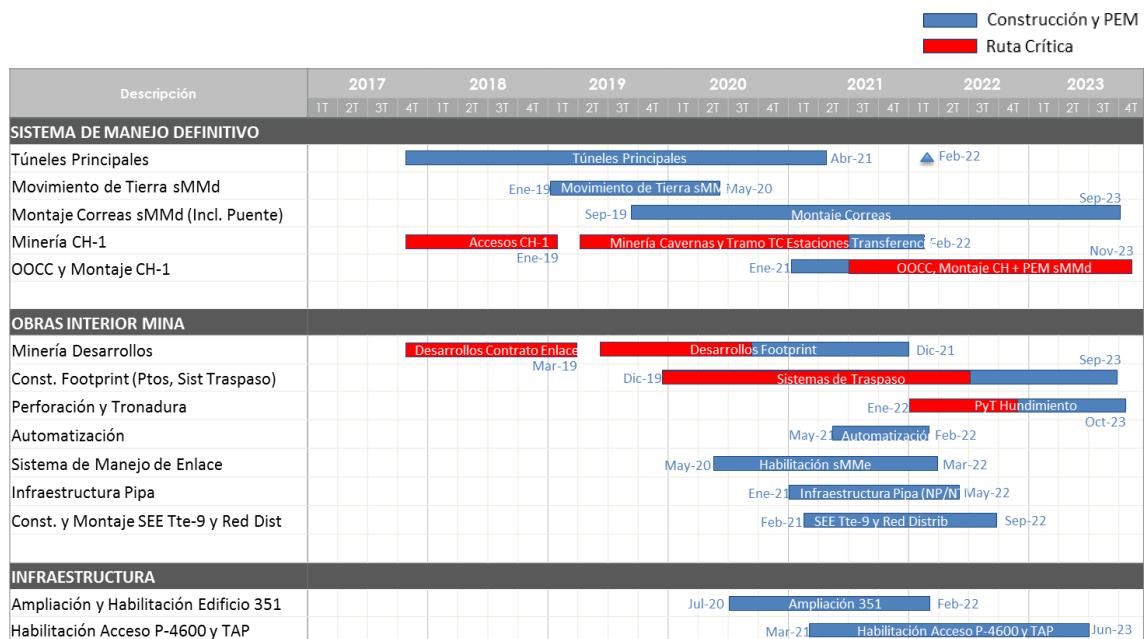 Construcción y PEM
Ruta Crítica
Descripción 2017 2018 2019 2020 2021 2022 2023
1T 2T 3T 4T 1T 2T 3T 4T 1T 2T 3T 4T 1T 2T 3T 4T 1T 2T 3T 4T 1T 2T 3T 4T 1T 2T 3T 4T
SISTEMA DE MANEJO DEFINITIVO
Túneles Principales Túneles Principales Abr-21 Feb-22
Movimiento de Tierra sMMd Ene-19 Movimiento de Tierra sMM May-20
Sep-23
Montaje Correas sMMd (Incl. Puente) Sep-19 Montaje Correas
Minería CH-1 Accesos CH-1 Minería Cavernas y Tramo TC Estaciones Transferenci Feb-22
Ene-19 Nov-23
OOCC y Montaje CH-1 Ene-21 OOCC, Montaje CH + PEM sMMd
OBRAS INTERIOR MINA
Minería Desarrollos Desarrollos Contrato Enlace Desarrollos Footprint Dic-21
Mar-19 Sep-23
Const. Footprint (Ptos, Sist Traspaso) Dic-19 Sistemas de Traspaso
Perforación y Tronadura Ene-22 PyT Hundimiento
Oct-23
Automatización May-21 Automatización Feb-22
Sistema de Manejo de Enlace May-20 Habilitación sMMe Mar-22
Infraestructura Pipa Ene-21 Infraestructura Pipa (NP/NT May-22
Const. y Montaje SEE Tte-9 y Red Dist Feb-21 SEE Tte-9 y Red Distrib Sep-22
INFRAESTRUCTURA
Ampliación y Habilitación Edificio 351 Jul-20 Ampliación 351 Feb-22
Habilitación Acceso P-4600 y TAP Mar-21 Habilitación Acceso P-4600 y TAP Jun-23